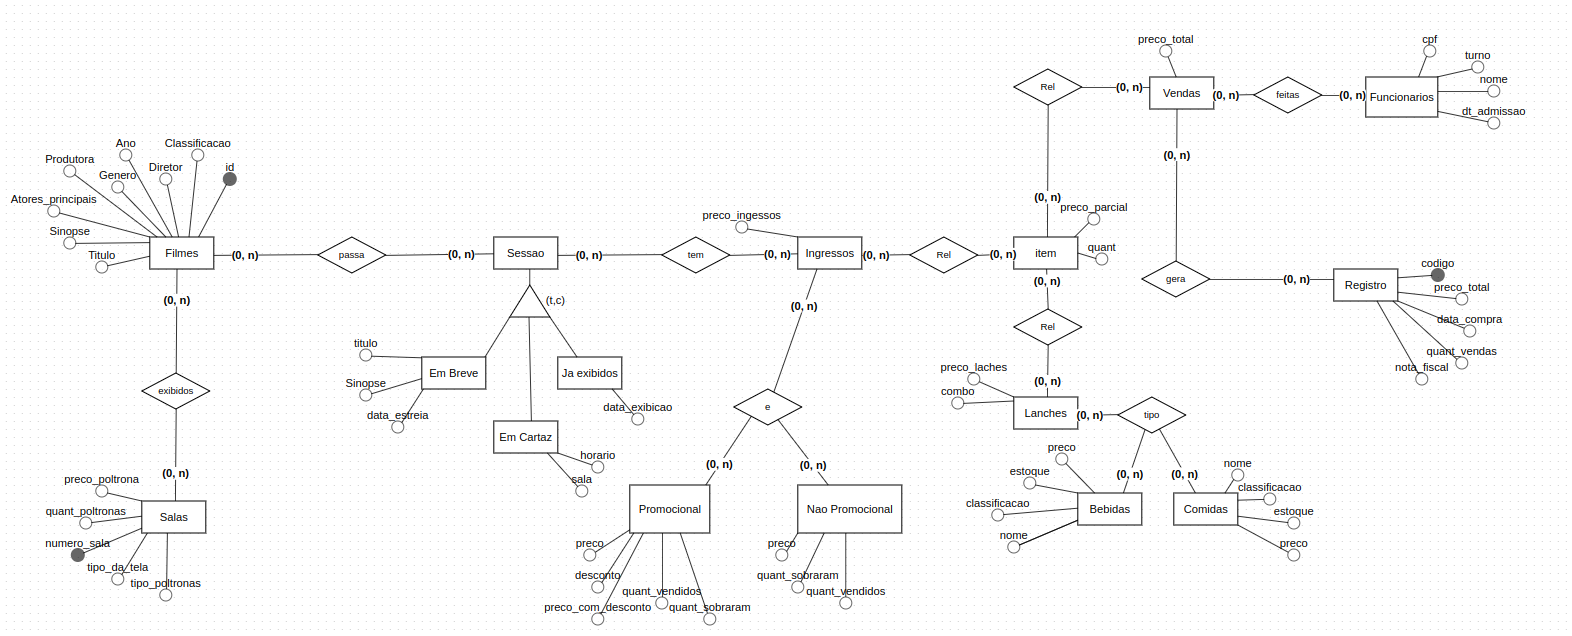 preco_total
cpf
turno
nome
dt_admissao
Rel
(0, n)
Vendas
(0, n)
feitas
(0, n)
Funcionarios
(0, n)
Ano
Classificacao
Produtora
Diretor
id
Genero
Atores_principais
Sinopse
Titulo
Filmes
(0, n)
passa
(0, n)
Sessao
(0, n)
tem
(0, n)
preco_ingessos
Ingressos
(0, n)
Rel
(0, n)
(0, n)
preco_parcial
item
quant
(0, n)
gera
(0, n)
Registro
codigo
preco_total
data_compra
quant_vendas
nota_fiscal
(0, n)
(t,c)
(0, n)
Rel
titulo
Em Breve
Ja exibidos
Sinopse
data_estreia
data_exibicao
Em Cartaz
horario
sala
exibidos
(0, n)
e
(0, n)
(0, n)
preco_laches
combo
(0, n)
Lanches
(0, n)
tipo
(0, n)
(0, n)
preco
estoque
classificacao
nome
Bebidas
Comidas
nome
classificacao
estoque
preco
preco_poltrona
quant_poltronas
numero_sala
tipo_da_tela
tipo_poltronas
Salas
Promocional
Nao Promocional
preco
desconto
preco_com_desconto
quant_vendidos
quant_sobraram
preco
quant_sobraram
quant_vendidos